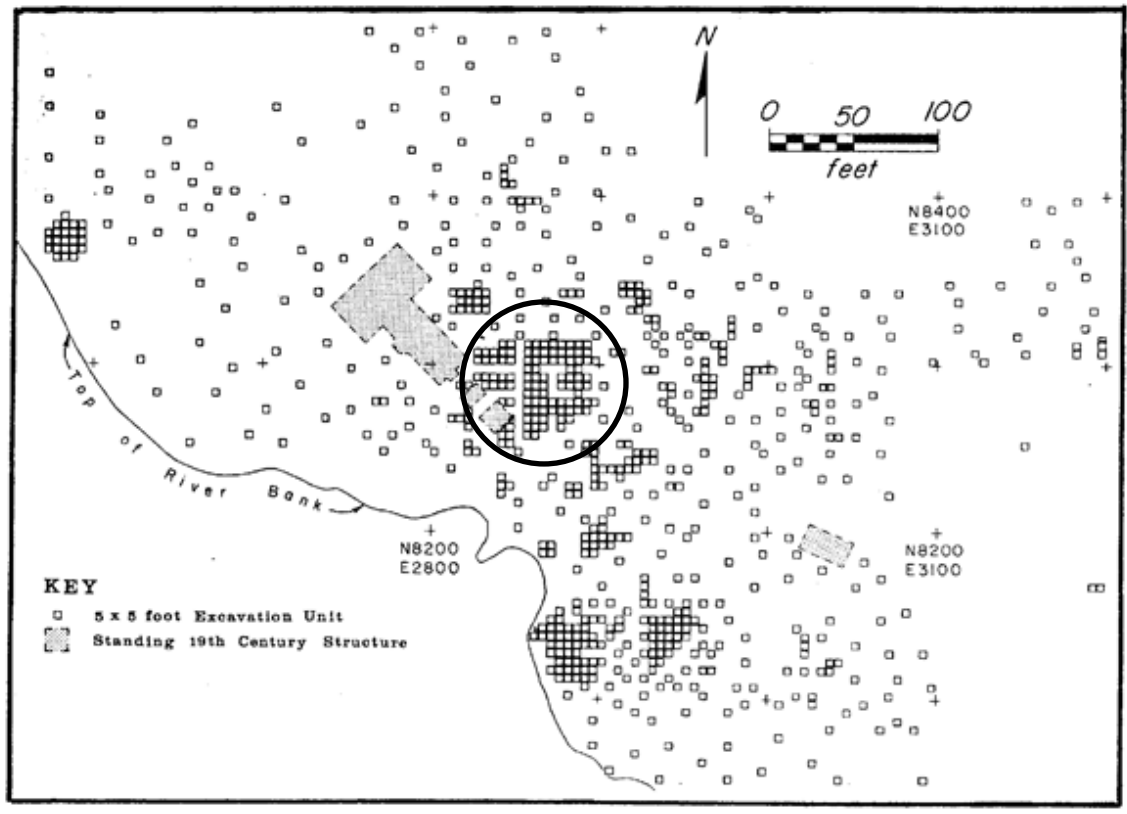 N
0 50 100
feet
N8400
E3100
Top of River Bank
N8200
E2800
N8200
E3100
KEY
5 x 5 foot Excavation Unit
Standing 19th Century Structure